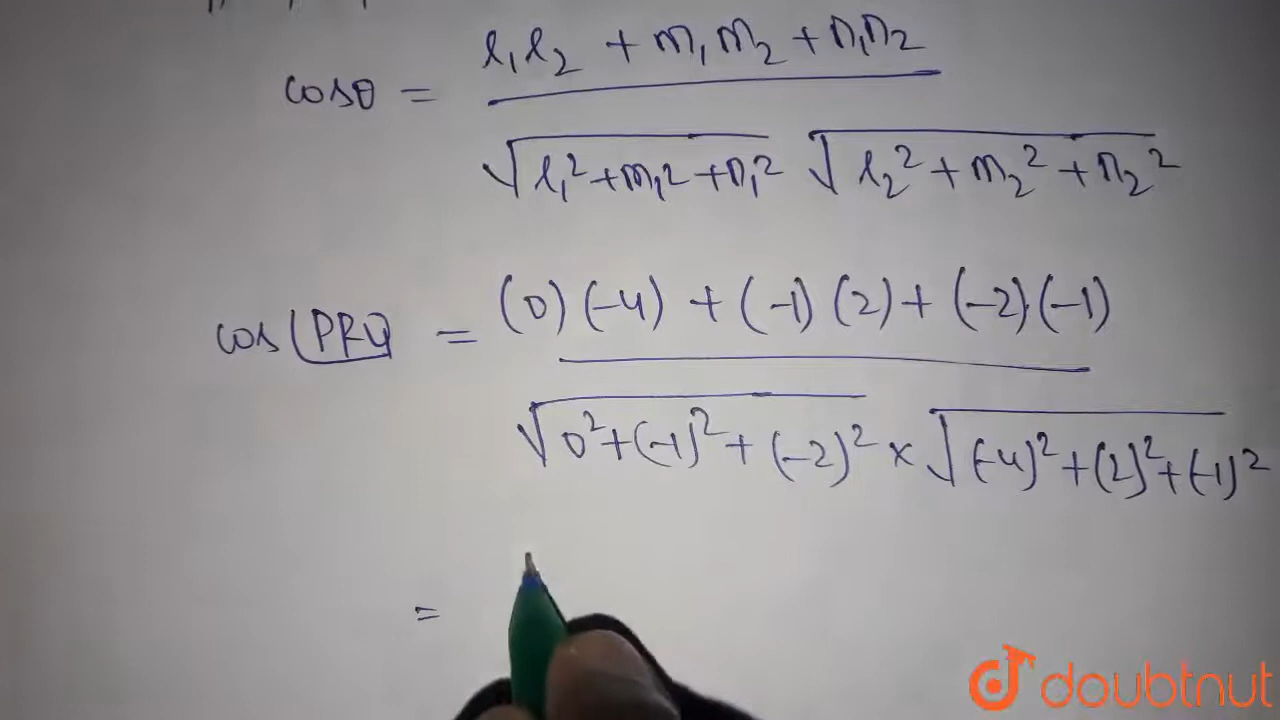 cosθ = l₁l₂ + m₁m₂ + n₁n₂
√l₁²+m₁²+n₁² √l₂²+m₂²+n₂²
cos∠PRQ = (0)(-4) + (-1)(2) + (-2)(-1)
√0²+(-1)²+(-2)² × √(-4)²+(2)²+(-1)²
=
doubtnut